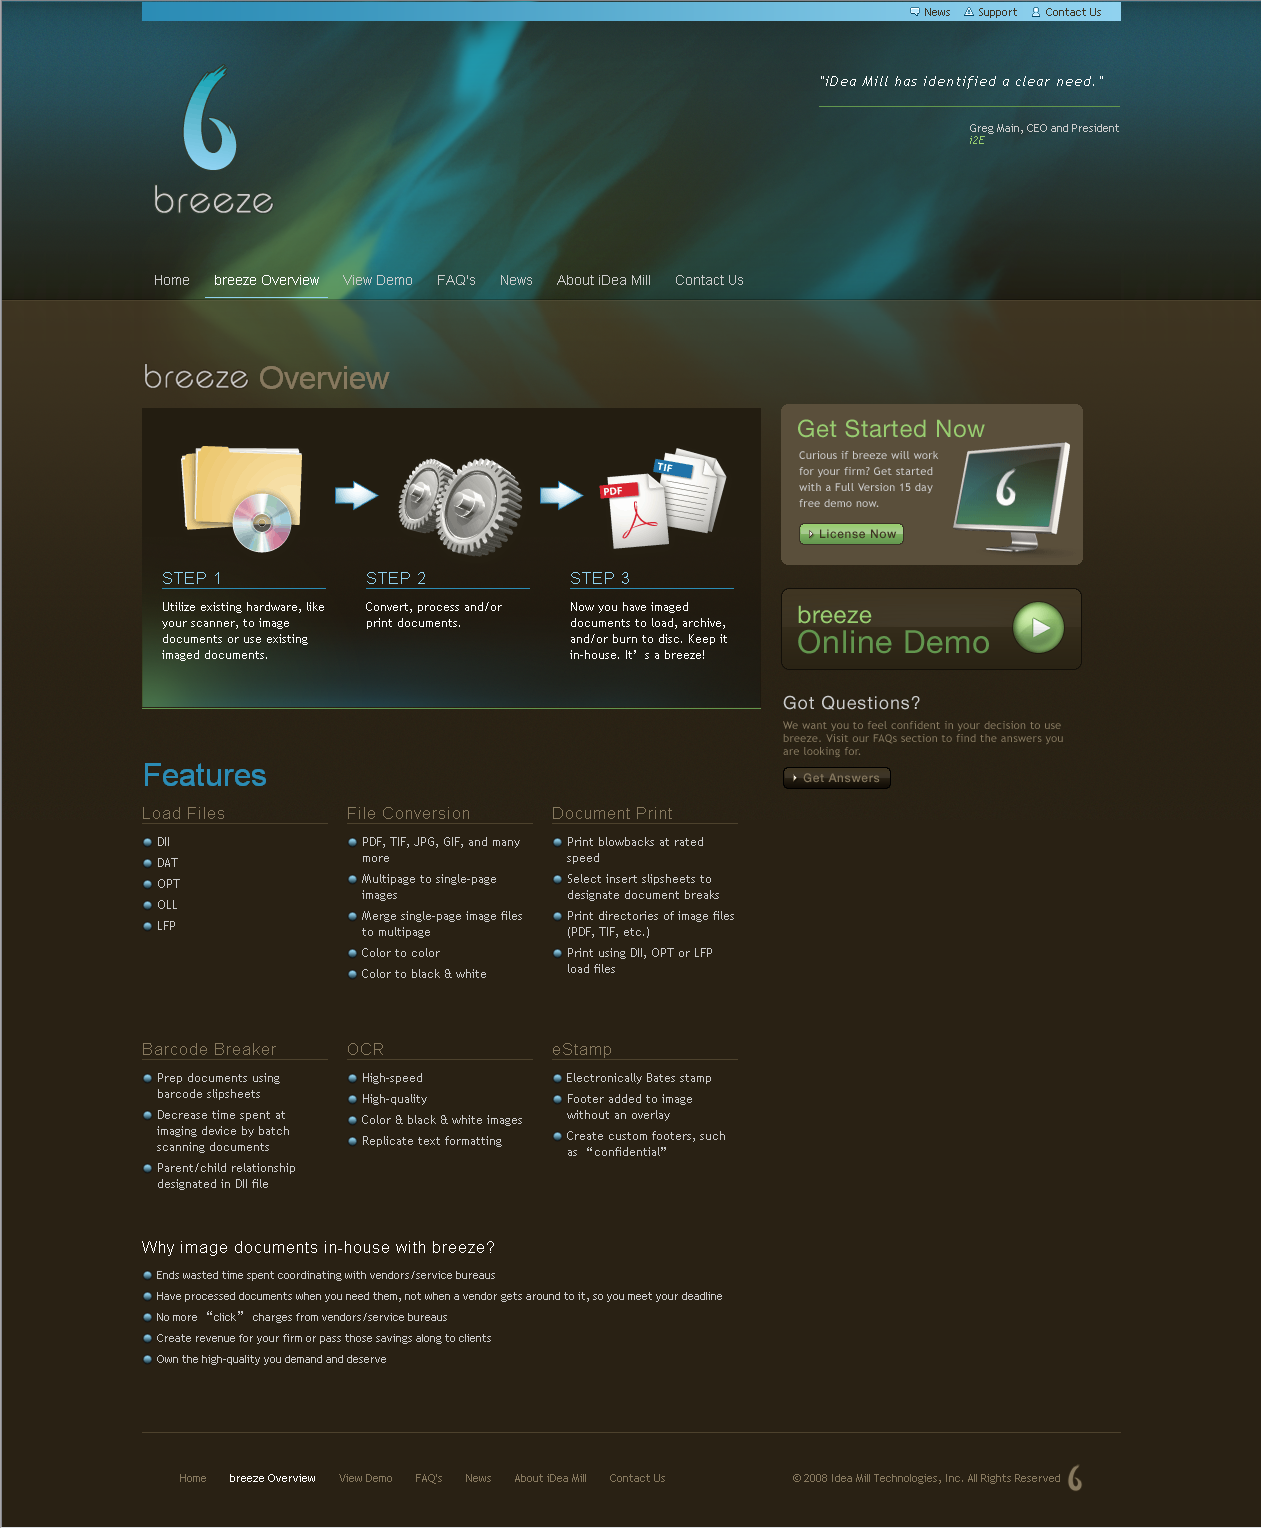 News Support Contact Us
"iDea Mill has identified a clear need."
Greg Main, CEO and President
i2E
breeze
Home breeze Overview View Demo FAQ's News About iDea Mill Contact Us
breeze Overview
PDF
TIF
STEP 1
Utilize existing hardware, like
your scanner, to image
documents or use existing
imaged documents.
STEP 2
Convert, process and/or
print documents.
STEP 3
Now you have imaged
documents to load, archive,
and/or burn to disc. Keep it
in-house. It’s a breeze!
Get Started Now
Curious if breeze will work
for your firm? Get started
with a Full Version 15 day
free demo now.
License Now
breeze
Online Demo
Got Questions?
We want you to feel confident in your decision to use
breeze. Visit our FAQs section to find the answers you
are looking for.
Get Answers
Features
Load Files
DII
DAT
OPT
OLL
LFP
File Conversion
PDF, TIF, JPG, GIF, and many
more
Multipage to single-page
images
Merge single-page image files
to multipage
Color to color
Color to black & white
Document Print
Print blowbacks at rated
speed
Select insert slipsheets to
designate document breaks
Print directories of image files
(PDF, TIF, etc.)
Print using DII, OPT or LFP
load files
Barcode Breaker
Prep documents using
barcode slipsheets
Decrease time spent at
imaging device by batch
scanning documents
Parent/child relationship
designated in DII file
OCR
High-speed
High-quality
Color & black & white images
Replicate text formatting
eStamp
Electronically Bates stamp
Footer added to image
without an overlay
Create custom footers, such
as “confidential”
Why image documents in-house with breeze?
Ends wasted time spent coordinating with vendors/service bureaus
Have processed documents when you need them, not when a vendor gets around to it, so you meet your deadline
No more “click” charges from vendors/service bureaus
Create revenue for your firm or pass those savings along to clients
Own the high-quality you demand and deserve
Home breeze Overview View Demo FAQ's News About iDea Mill Contact Us
© 2008 Idea Mill Technologies, Inc. All Rights Reserved